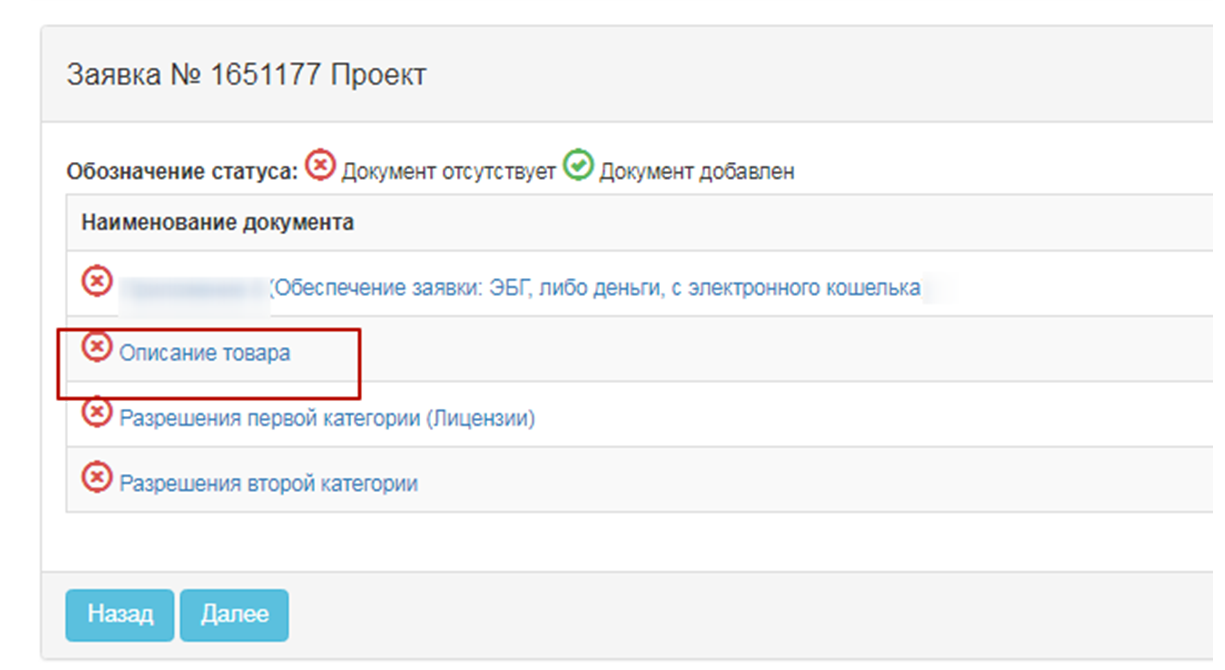 Заявка № 1651177 Проект
Обозначение статуса: Документ отсутствует Документ добавлен
Наименование документа
(Обеспечение заявки: ЭБГ, либо деньги, с электронного кошелька
Описание товара
Разрешения первой категории (Лицензии)
Разрешения второй категории
Назад Далее